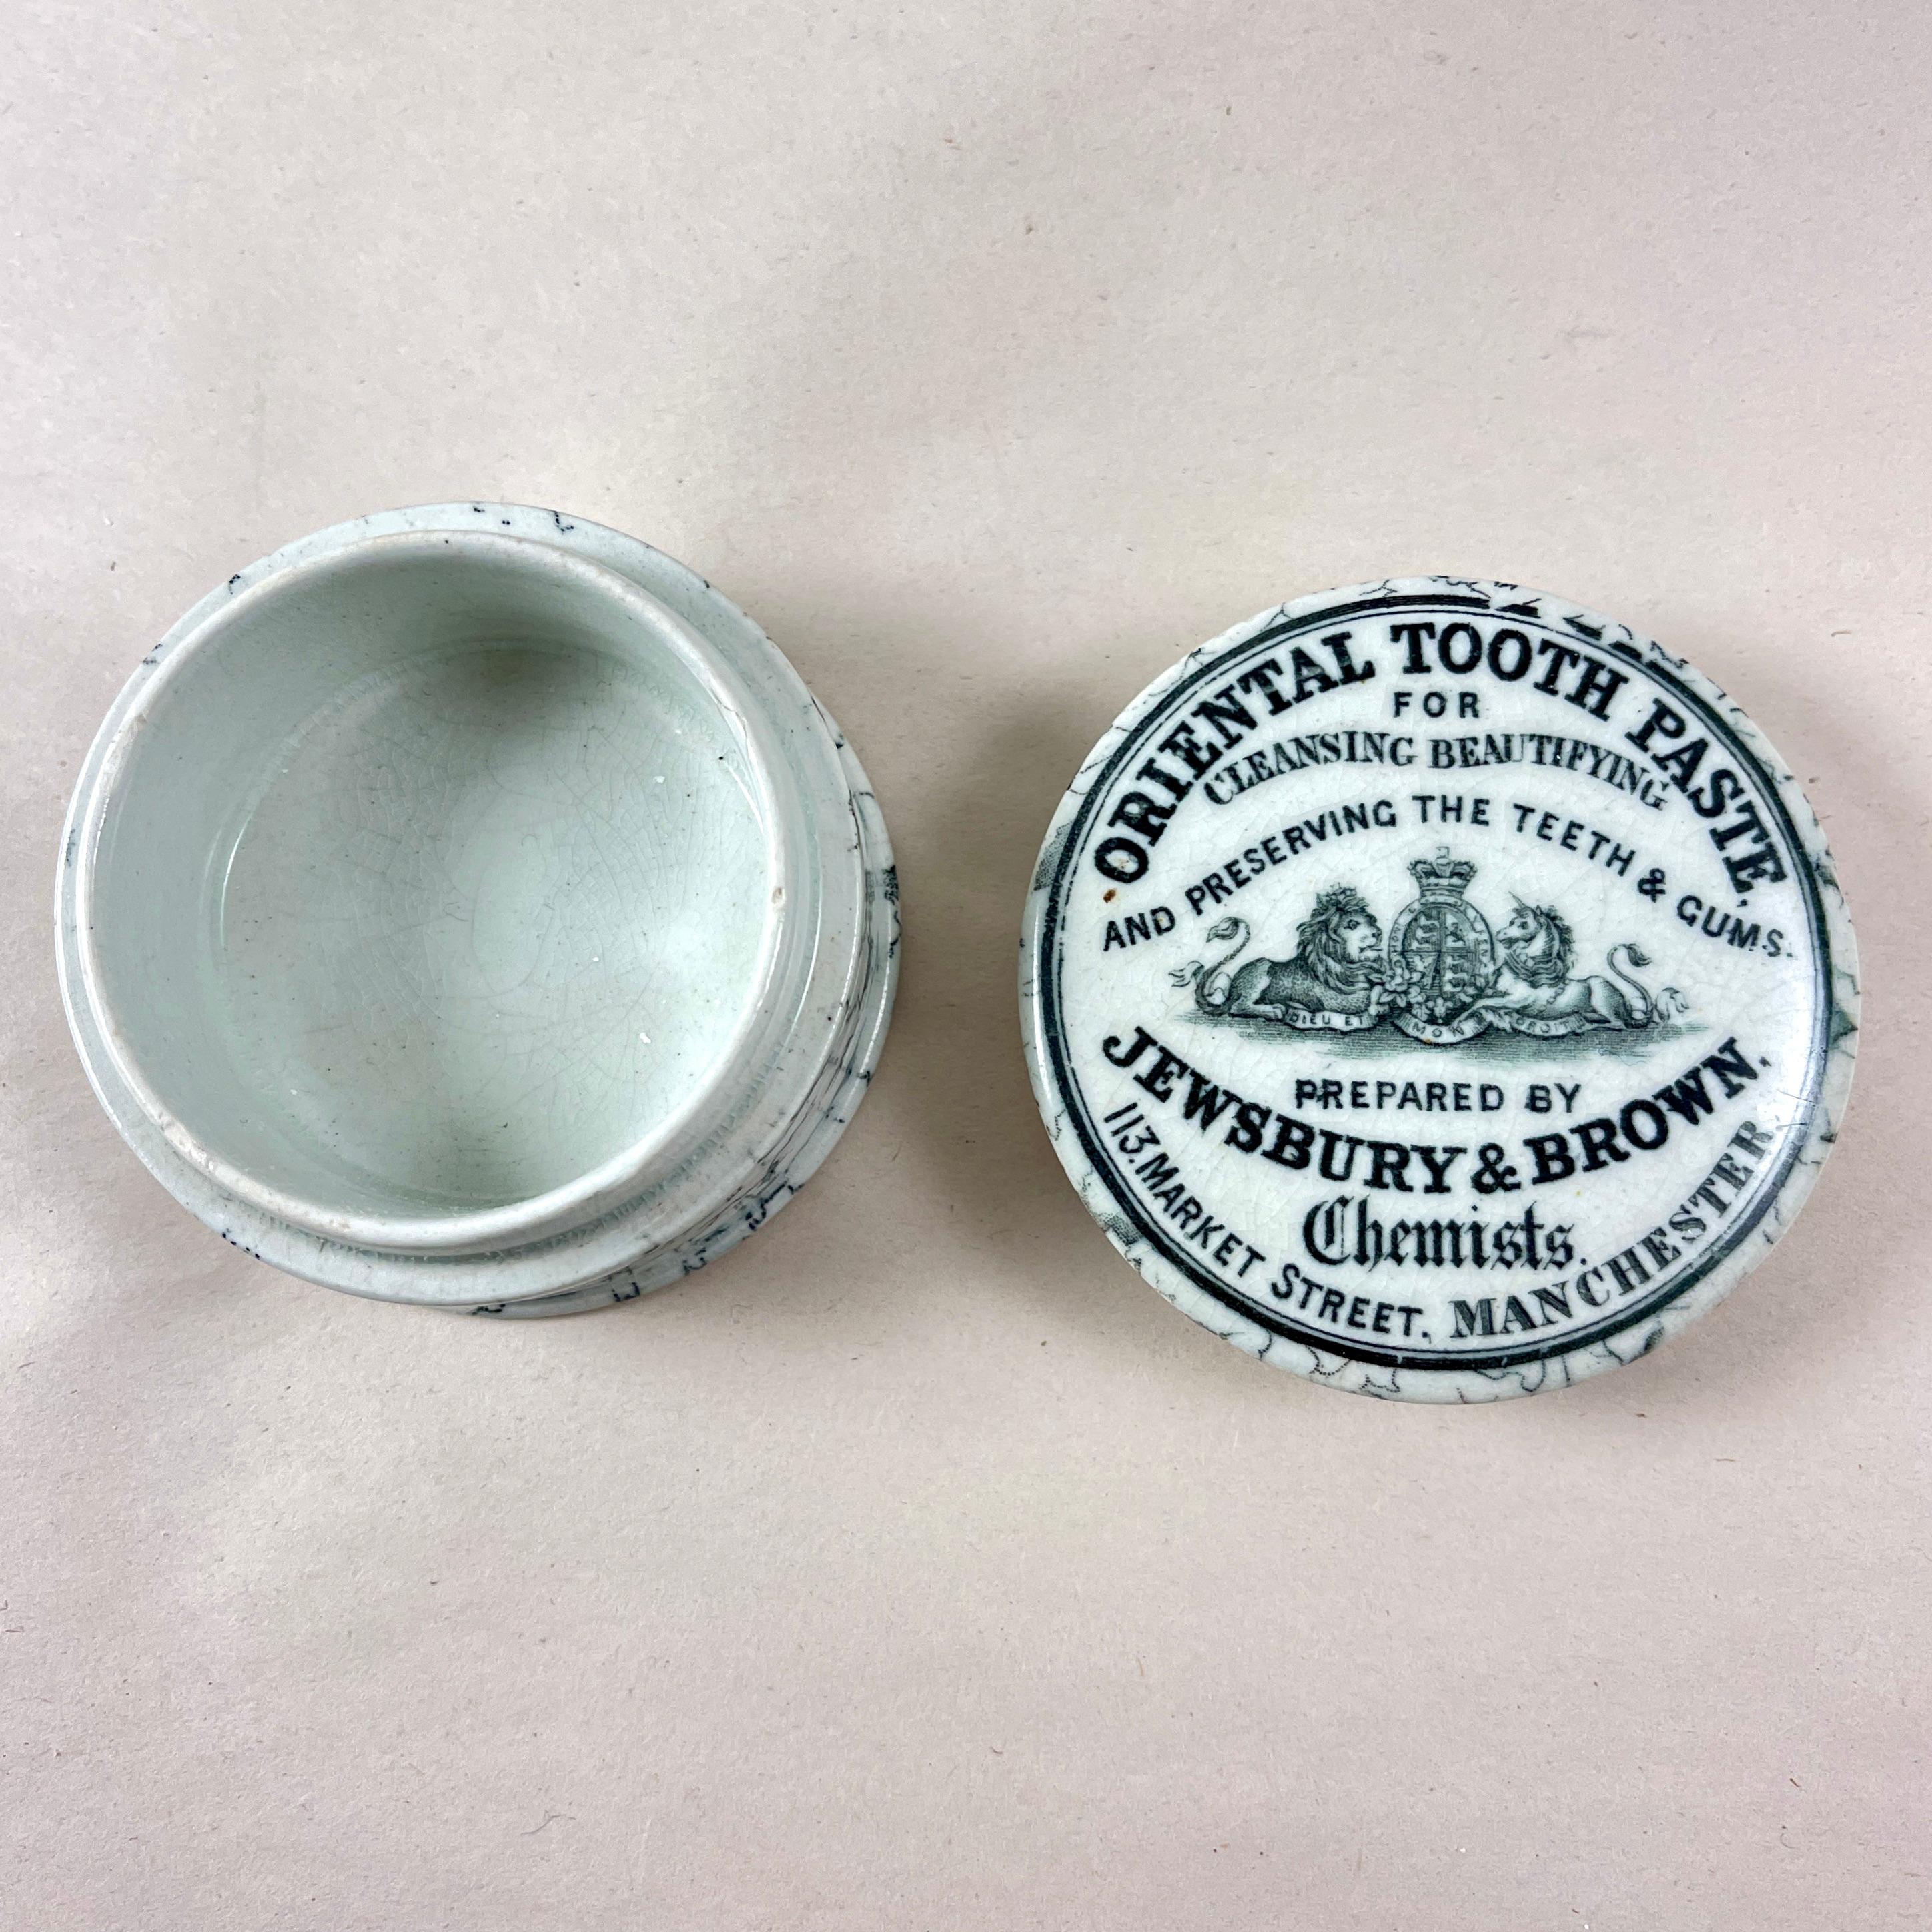 ORIENTAL TOOTH PASTE,
FOR
CLEANSING BEAUTIFYING
AND PRESERVING THE TEETH & GUMS.
DIEU ET MON DROIT
PREPARED BY
JEWSBURY & BROWN,
Chemists.
113, MARKET STREET, MANCHESTER